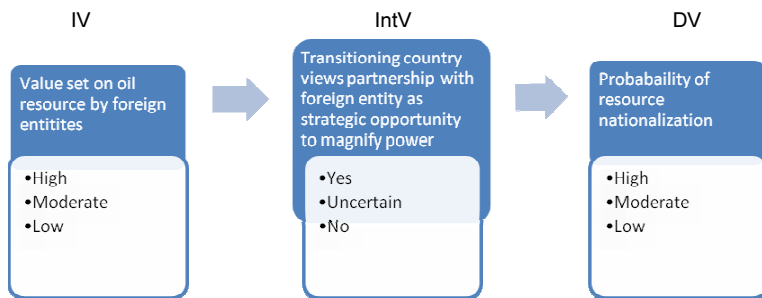 IV
Value set on oil
resource by foreign
entitites
•High
•Moderate
•Low
IntV
Transitioning country
views partnership with
foreign entity as
strategic opportunity
to magnify power
•Yes
•Uncertain
•No
DV
Probabaility of
resource
nationalization
•High
•Moderate
•Low